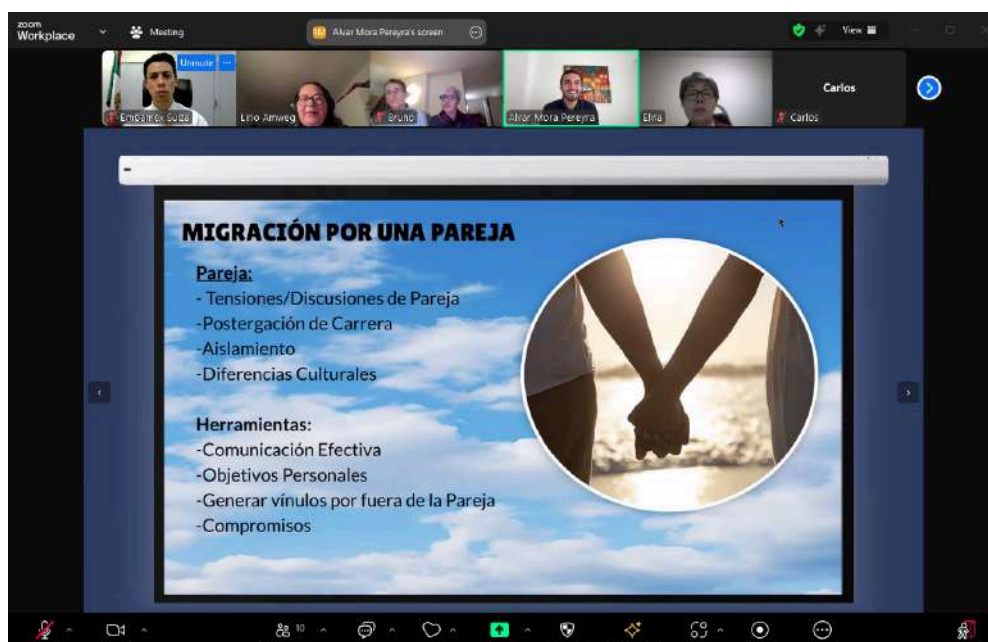 zoom
Workplace
Meeting
Alvar Mora Pereyra's screen
View
Unmute
Embamex Suiza
Lirio Amweg
Bruno
Alvar Mora Pereyra
Elna
Carlos
Carlos
MIGRACIÓN POR UNA PAREJA
Pareja:
- Tensiones/Discusiones de Pareja
-Postergación de Carrera
-Aislamiento
-Diferencias Culturales
Herramientas:
-Comunicación Efectiva
-Objetivos Personales
-Generar vínulos por fuera de la Pareja
-Compromisos
10